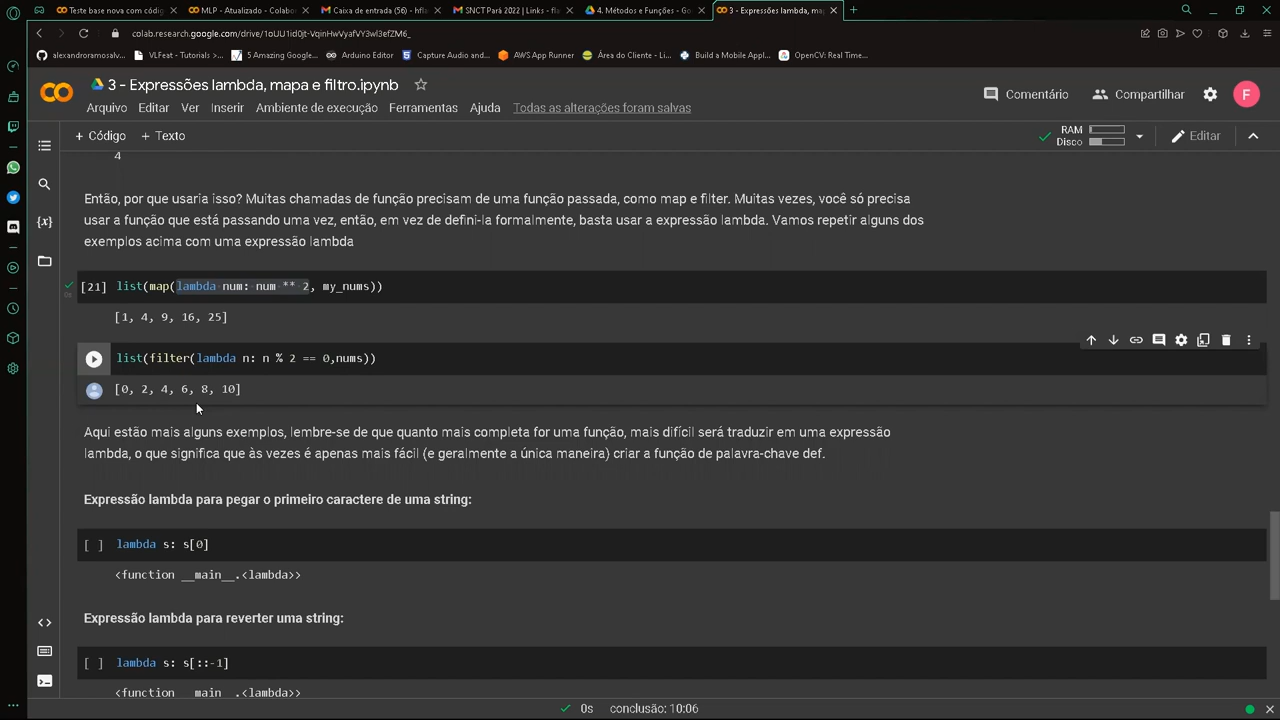 Teste base nova com códig
MLP - Atualizado - Colabor
Caixa de entrada (56) - hfla
SNCT Pará 2022 | Links - fla
4. Métodos e Funções - Go
3 - Expressões lambda, ma
colab.research.google.com/drive/1oUU1id0jt-VqinHwVyafVY3wl3efZM6_
alexandroramosalv...
VLFeat - Tutorials >...
5 Amazing Google...
Arduino Editor
Capture Audio and...
AWS App Runner
Área do Cliente - I...
Build a Mobile App...
OpenCV: Real Time...
3 - Expressões lambda, mapa e filtro.ipynb
Comentário
Compartilhar
F
Arquivo Editar Ver Inserir Ambiente de execução Ferramentas Ajuda Todas as alterações foram salvas
+ Código + Texto
RAM
Disco
Editar
4
Então, por que usaria isso? Muitas chamadas de função precisam de uma função passada, como map e filter. Muitas vezes, você só precisa
usar a função que está passando uma vez, então, em vez de defini-la formalmente, basta usar a expressão lambda. Vamos repetir alguns dos
exemplos acima com uma expressão lambda
[21] list(map(lambda num: num ** 2, my_nums))
0s
[1, 4, 9, 16, 25]
list(filter(lambda n: n % 2 == 0,nums))
[0, 2, 4, 6, 8, 10]
Aqui estão mais alguns exemplos, lembre-se de que quanto mais completa for uma função, mais difícil será traduzir em uma expressão
lambda, o que significa que às vezes é apenas mais fácil (e geralmente a única maneira) criar a função de palavra-chave def.
Expressão lambda para pegar o primeiro caractere de uma string:
[ ] lambda s: s[0]
<function __main__.<lambda>>
Expressão lambda para reverter uma string:
[ ] lambda s: s[::-1]
<function __main__.<lambda>>
0s conclusão: 10:06